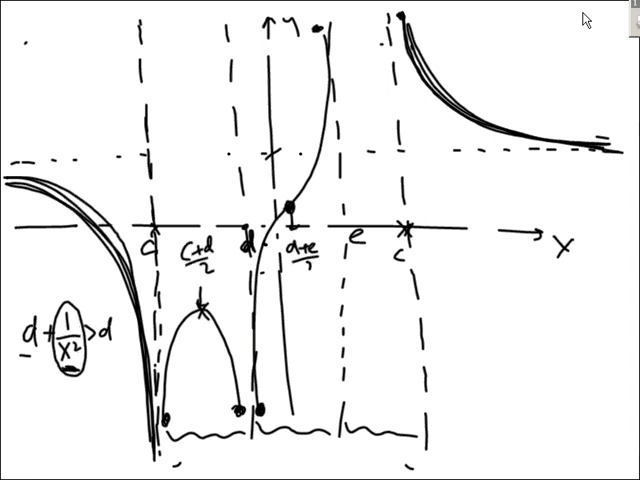 y
c
c+d/2
d
d+e/2
e
c
x
d + 1/x² > d